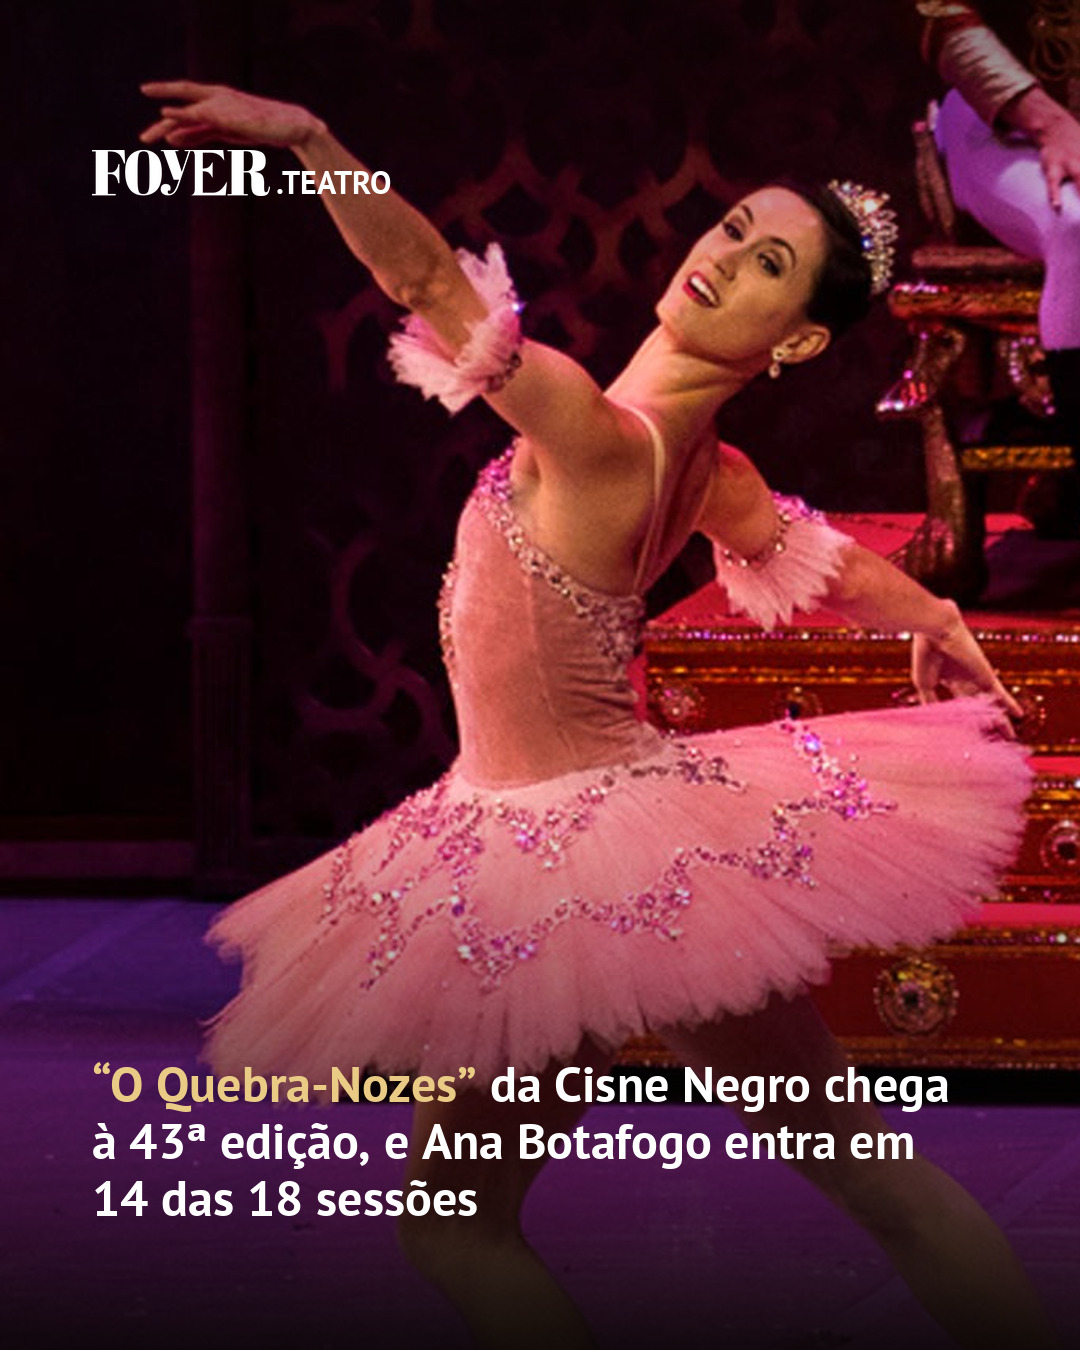 FOYER.TEATRO
“O Quebra-Nozes” da Cisne Negro chega
à 43ª edição, e Ana Botafogo entra em
14 das 18 sessões